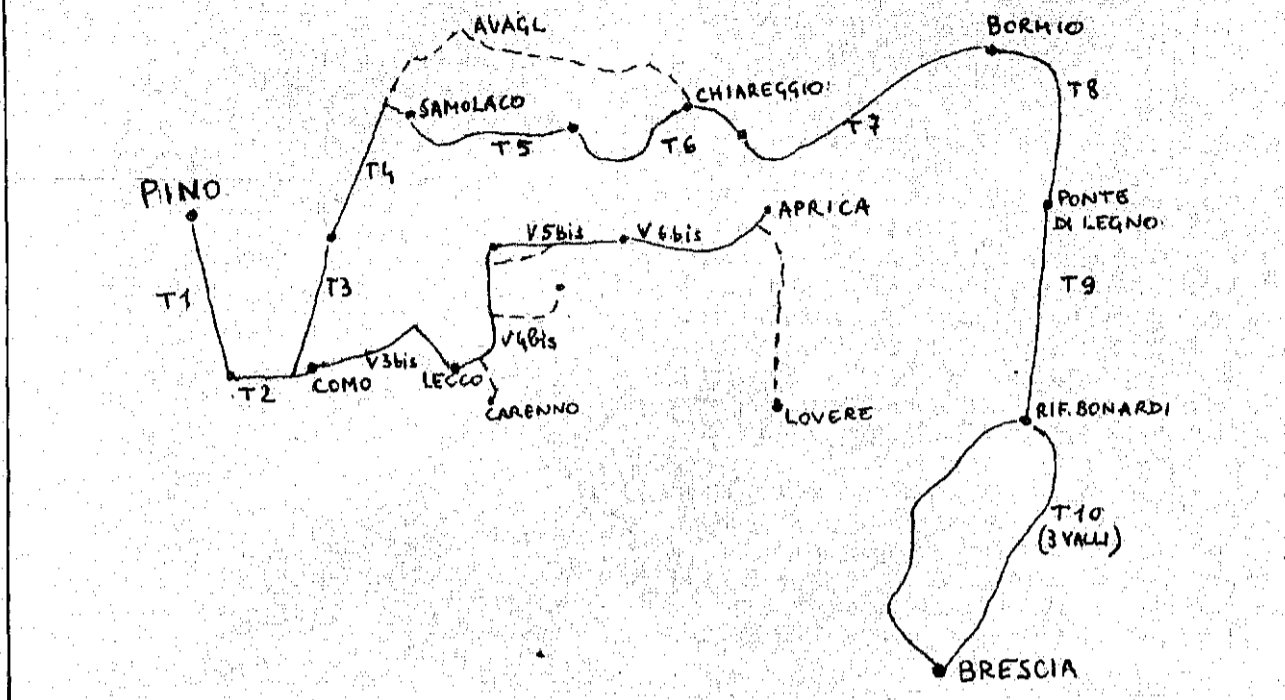 AVAGL
BORMIO
T8
SAMOLACO
CHIAREGGIO
T5
T6
T7
T4
PINO
PONTE
DI LEGNO
APRICA
V5bis
V6bis
T3
T9
T1
V4bis
V3bis
T2
COMO
LECCO
CARENNO
LOVERE
RIF. BONARDI
T10
(3 VALLI)
BRESCIA